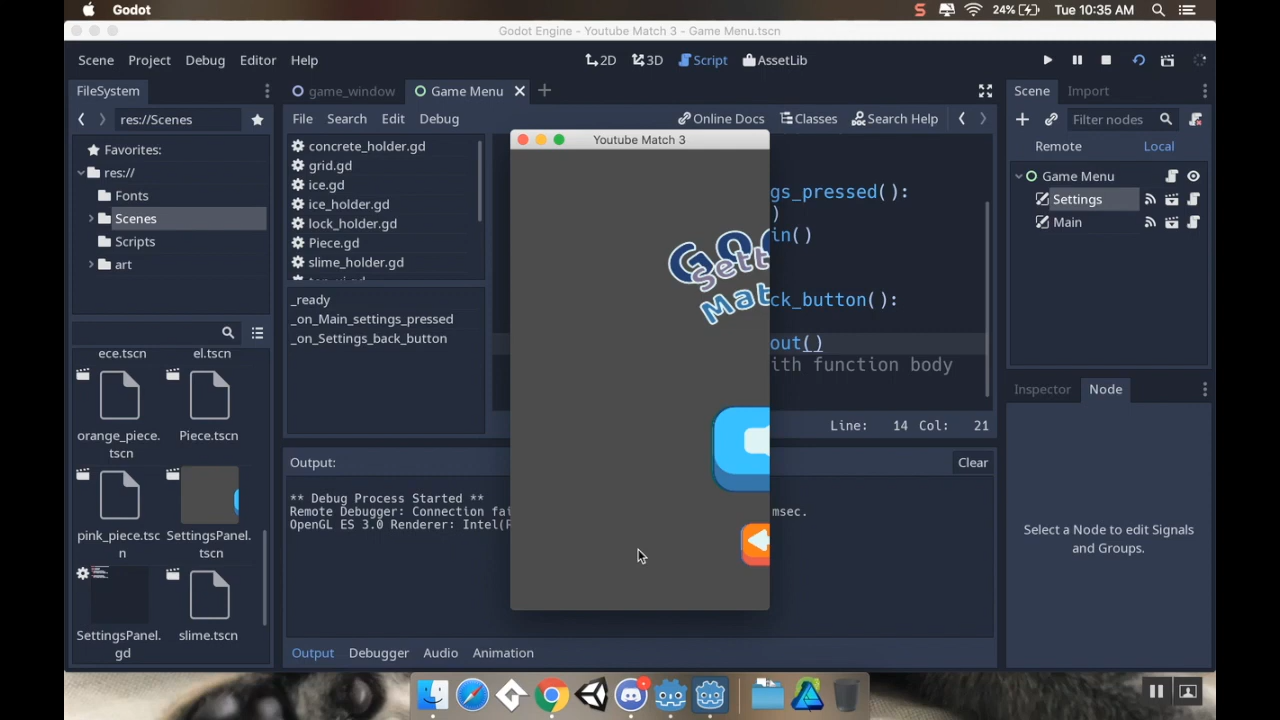 Godot
24%
Tue 10:35 AM
Godot Engine - Youtube Match 3 - Game Menu.tscn
Scene Project Debug Editor Help
2D 3D Script AssetLib
FileSystem
game_window
Game Menu
Scene Import
res://Scenes
File Search Edit Debug
Online Docs Classes Search Help
Filter nodes
Favorites:
res://
Fonts
Scenes
Scripts
art
concrete_holder.gd
grid.gd
ice.gd
ice_holder.gd
lock_holder.gd
Piece.gd
slime_holder.gd
Youtube Match 3
Remote Local
Game Menu
Settings
Main
gs_pressed():
)
in()
ck_button():
out()
ith function body
_ready
_on_Main_settings_pressed
_on_Settings_back_button
Go
Sett
Mat
Line: 14 Col: 21
Inspector Node
Select a Node to edit Signals
and Groups.
ece.tscn
el.tscn
orange_piece.
tscn
Piece.tscn
pink_piece.tsc
n
SettingsPanel.
tscn
SettingsPanel.
gd
slime.tscn
Output:
Clear
** Debug Process Started **
Remote Debugger: Connection fai
msec.
OpenGL ES 3.0 Renderer: Intel(R
Output Debugger Audio Animation